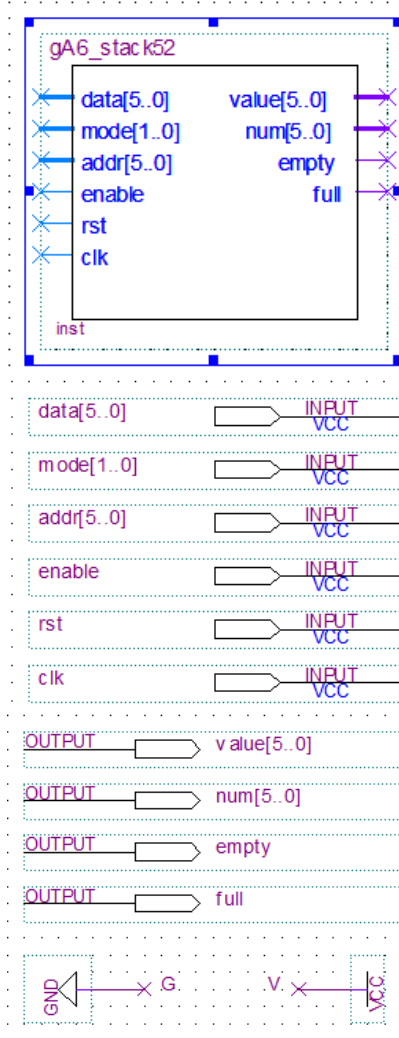 gA6_stack52
data[5..0] value[5..0]
mode[1..0] num[5..0]
addr[5..0] empty
enable full
rst
clk
inst
data[5..0] INPUT
VCC
mode[1..0] INPUT
VCC
addr[5..0] INPUT
VCC
enable INPUT
VCC
rst INPUT
VCC
clk INPUT
VCC
OUTPUT value[5..0]
OUTPUT num[5..0]
OUTPUT empty
OUTPUT full
GND G V VCC